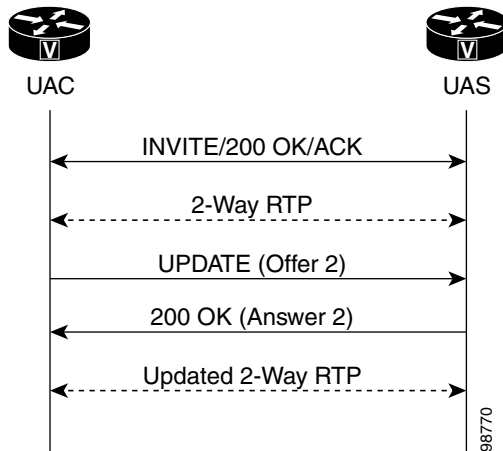 V
V
UAC
UAS
INVITE/200 OK/ACK
2-Way RTP
UPDATE (Offer 2)
200 OK (Answer 2)
Updated 2-Way RTP
98770